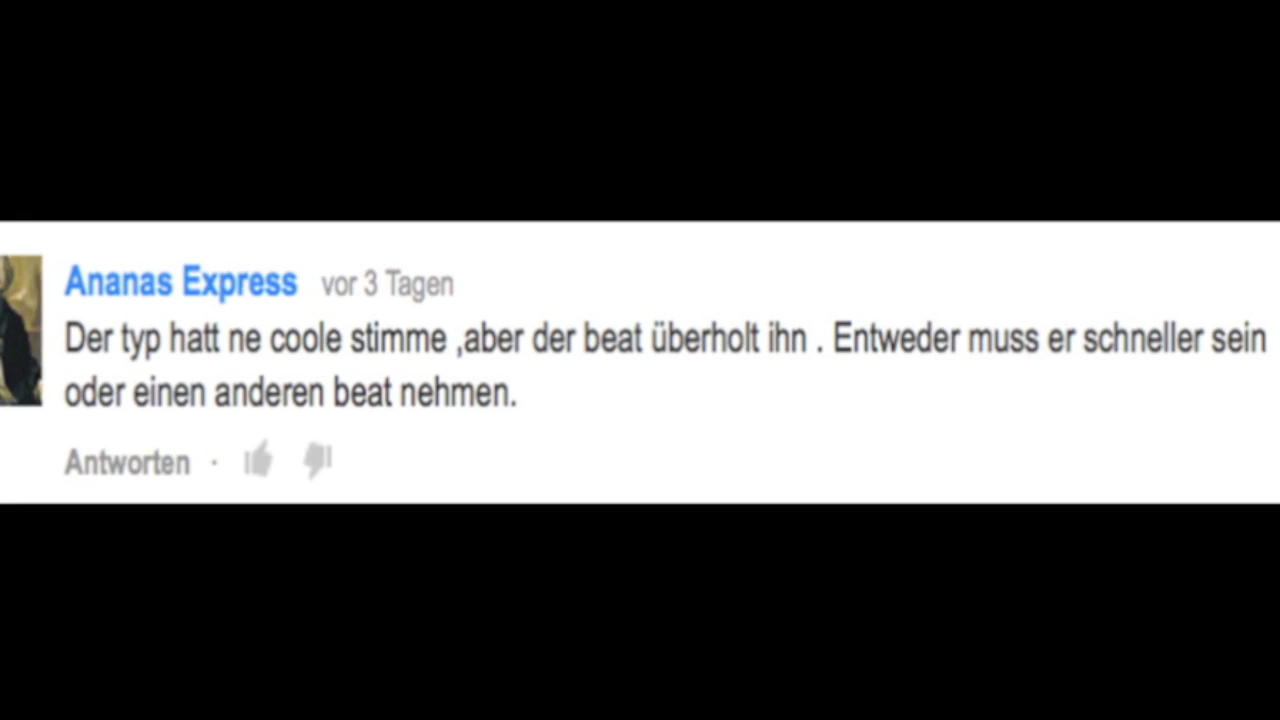 Ananas Express vor 3 Tagen
Der typ hatt ne coole stimme ,aber der beat überholt ihn . Entweder muss er schneller sein
oder einen anderen beat nehmen.
Antworten ·